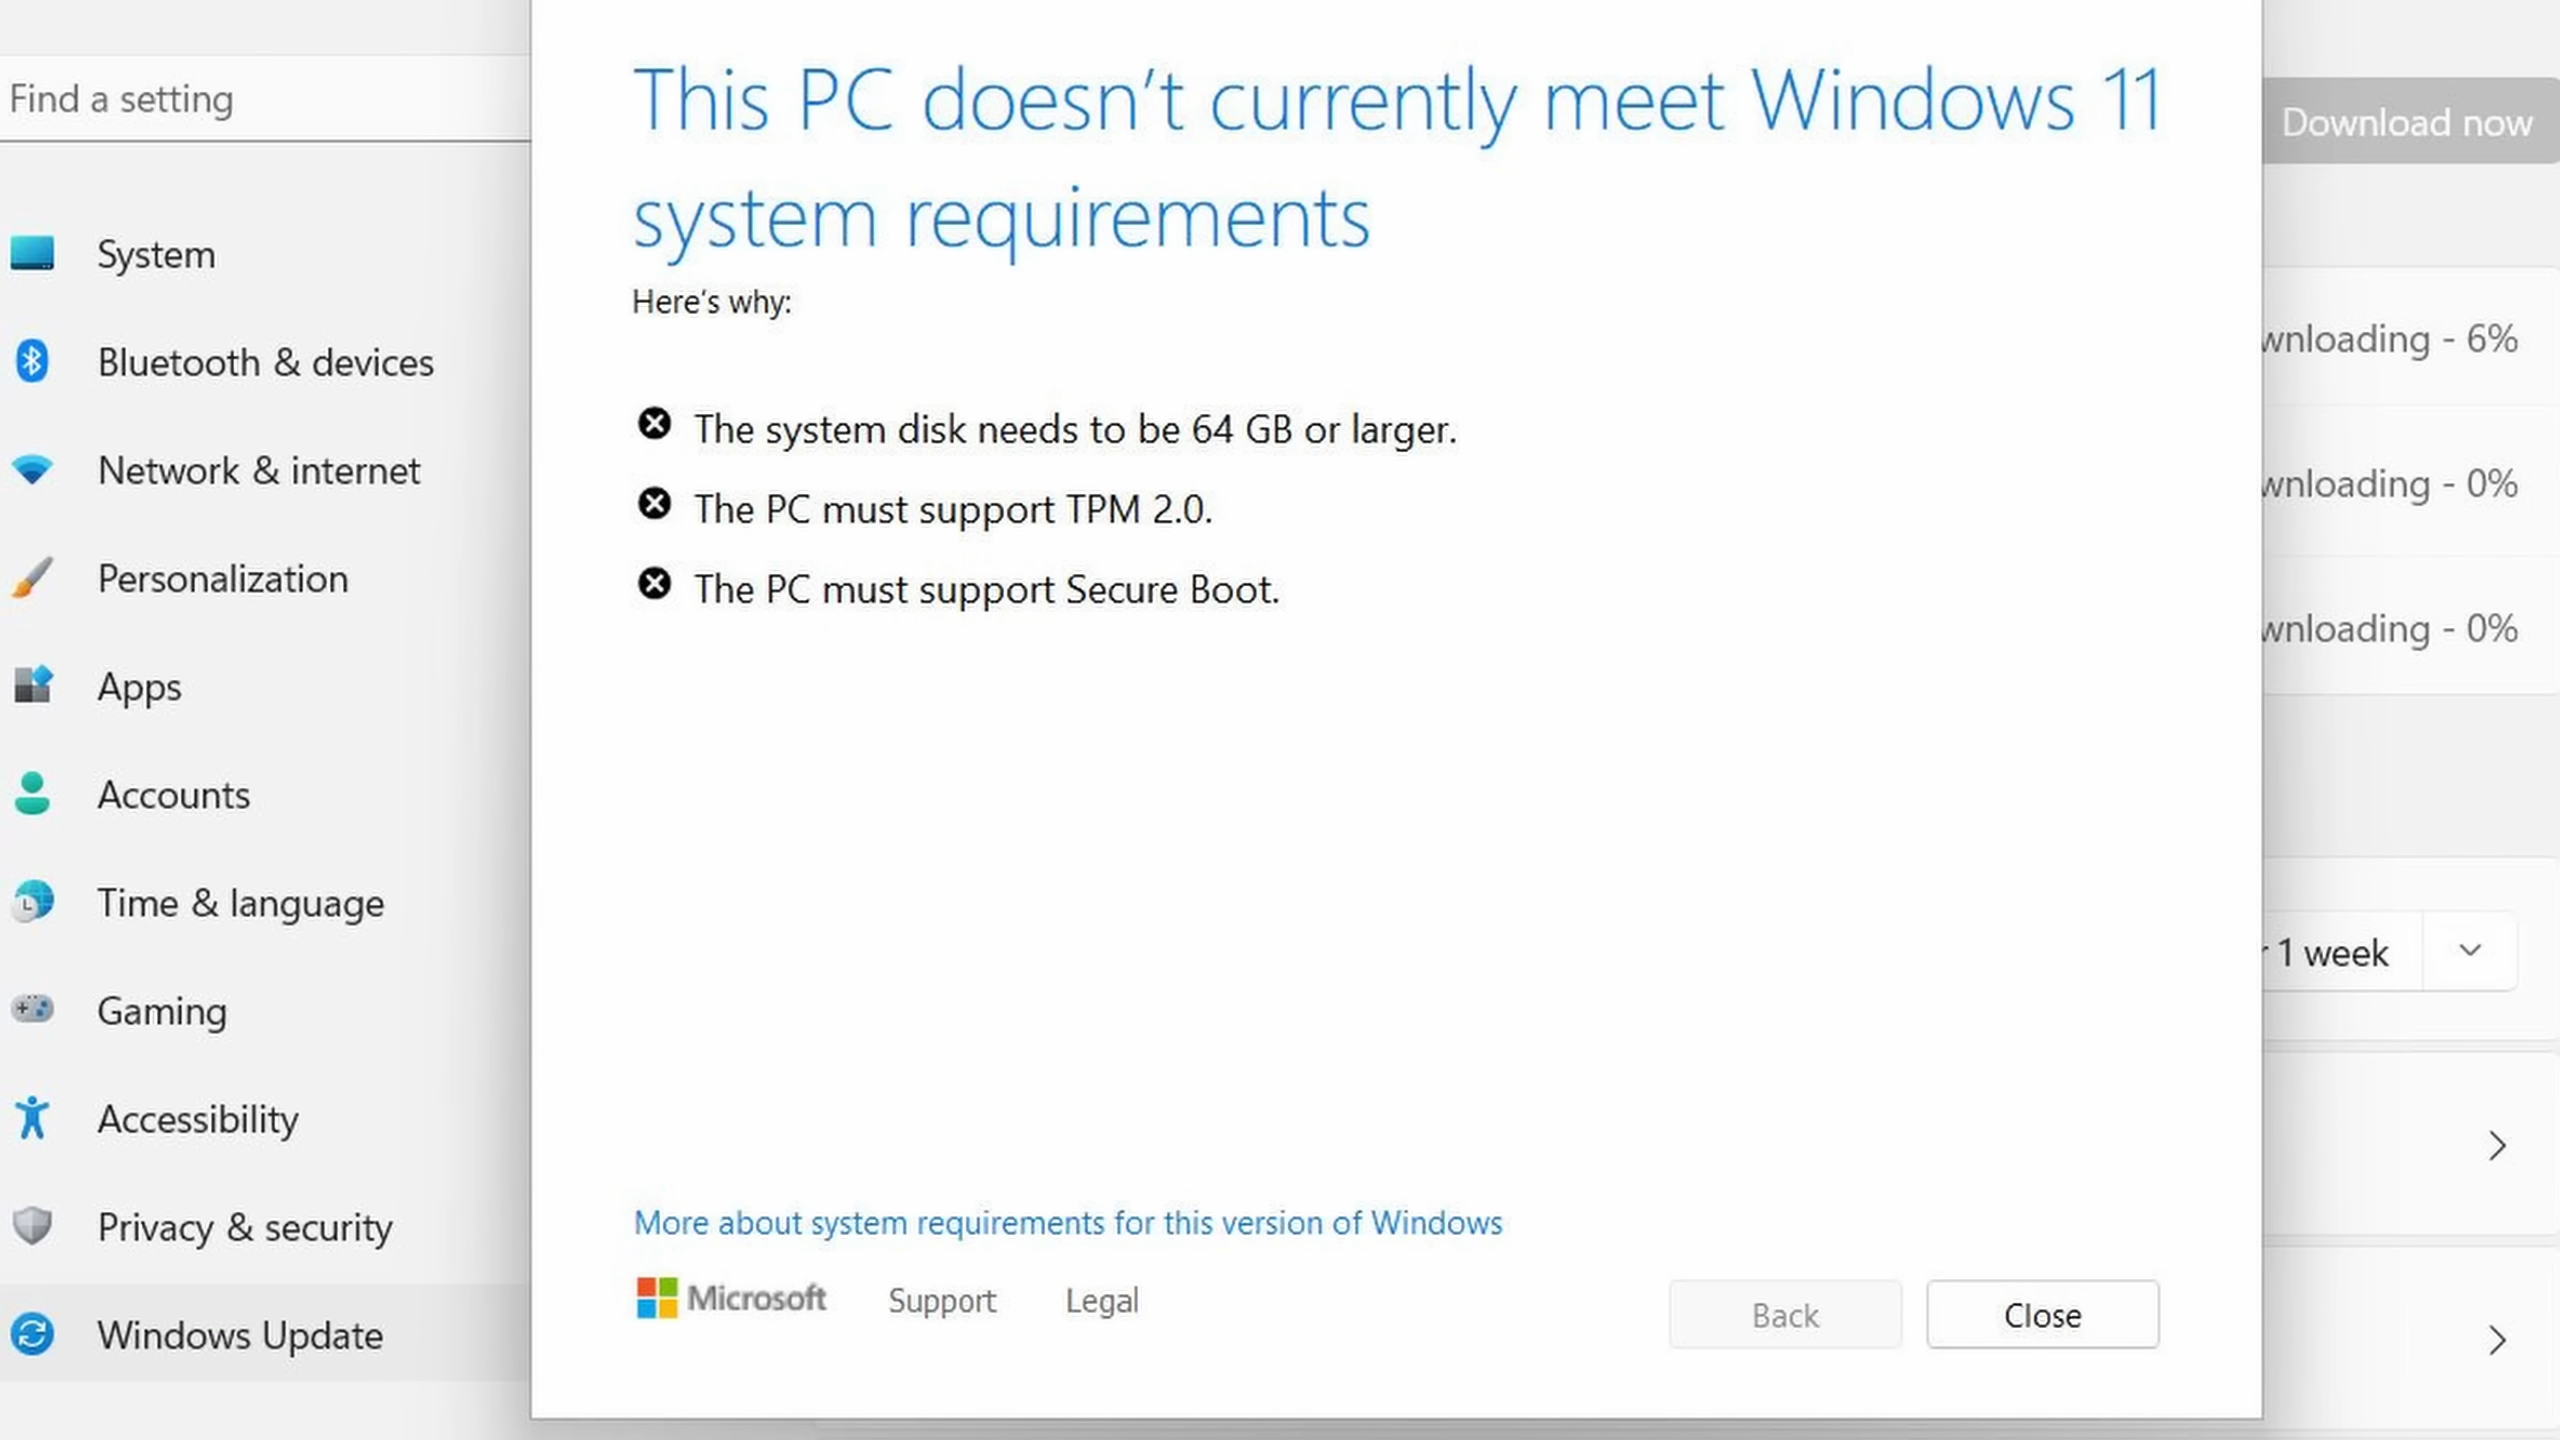 Find a setting
System
Bluetooth & devices
Network & internet
Personalization
Apps
Accounts
Time & language
Gaming
Accessibility
Privacy & security
Windows Update
This PC doesn’t currently meet Windows 11
system requirements
Here’s why:
The system disk needs to be 64 GB or larger.
The PC must support TPM 2.0.
The PC must support Secure Boot.
More about system requirements for this version of Windows
Microsoft
Support
Legal
Back
Close
Download now
wnloading - 6%
wnloading - 0%
wnloading - 0%
r 1 week